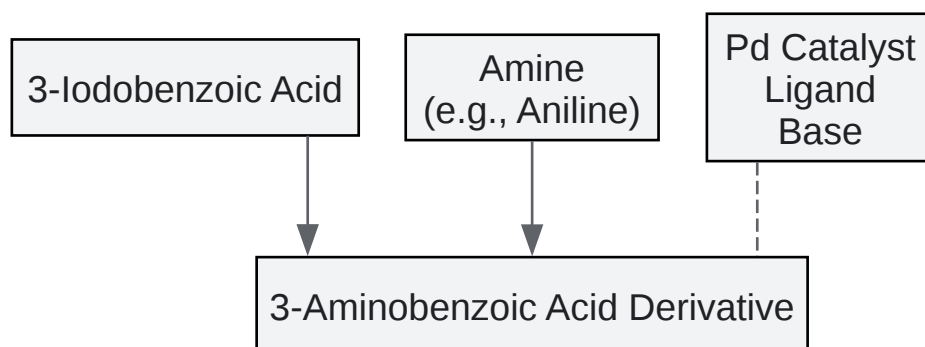 3-Iodobenzoic Acid
Amine
(e.g., Aniline)
Pd Catalyst
Ligand
Base
3-Aminobenzoic Acid Derivative